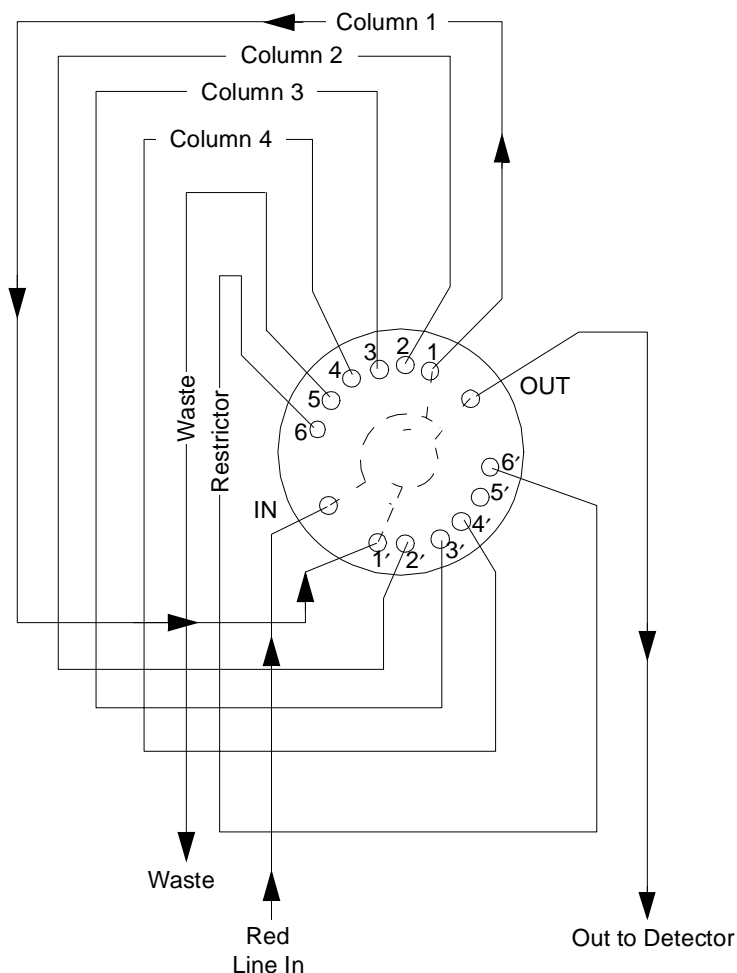 Column 1
Column 2
Column 3
Column 4
Waste
Restrictor
1
2
3
4
5
6
OUT
IN
6′
5′
4′
3′
2′
1′
Waste
Red
Line In
Out to Detector